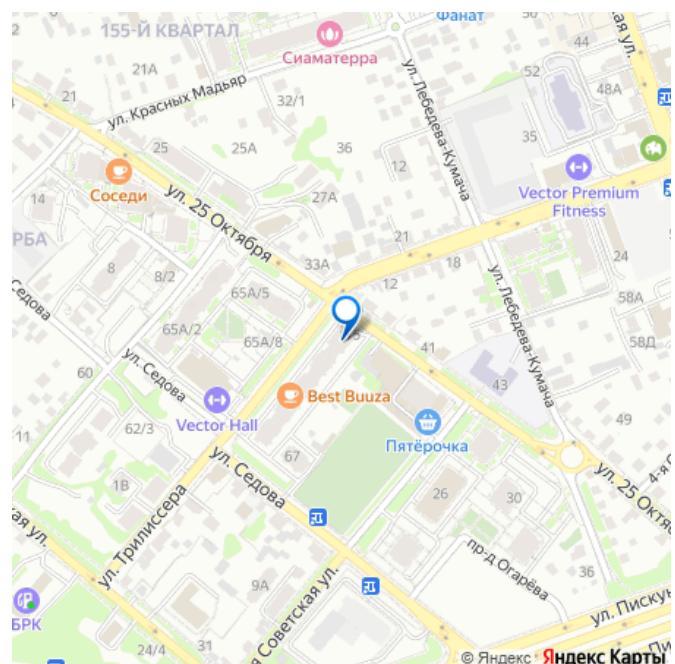 155-Й КВАРТАЛ
Сиаматерра
Фанат
21А
52
48А
21
ул. Красных Мадьяр
32/1
ул. Лебедева-Кумача
25
25А
36
12
35
Соседи
Vector Premium
Fitness
14
ул. 25 Октября
27А
РБА
8
8/2
33А
21
18
24
12
65А/5
58А
Седова
65А/2
65А/8
ул. Лебедева-Кумача
41
58Д
60
ул. Седова
43
Best Buuza
Vector Hall
49
11
62/3
Пятёрочка
67
ул. 25 Октя
4-я С
1В
ул. Седова
26
30
ул. Трилиссера
пр-д Огарёва
36
9А
я Советская ул.
БРК
ул. Писку
24/4
31
© Яндекс Яндекс Карты